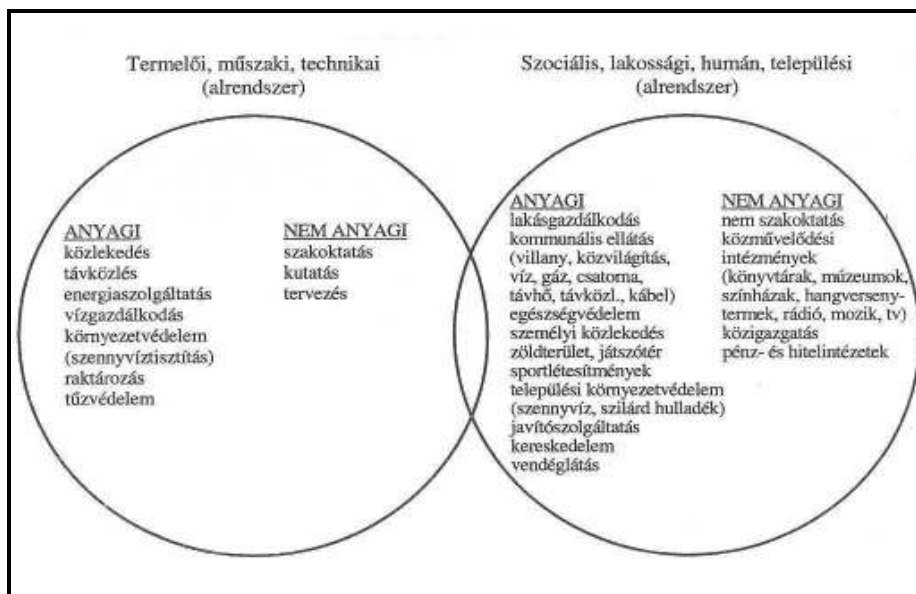 Termelői, műszaki, technikai
(alrendszer)
Szociális, lakossági, humán, települési
(alrendszer)
ANYAGI
közlekedés
távközlés
energiaszolgáltatás
vízgazdálkodás
környezetvédelem
(szennyvíztisztítás)
raktározás
tűzvédelem
NEM ANYAGI
szakoktatás
kutatás
tervezés
ANYAGI
lakásgazdálkodás
kommunális ellátás
(villany, közvilágítás,
víz, gáz, csatorna,
távhő, távközl., kábel)
egészségvédelem
személyi közlekedés
zöldterület, játszótér
sportlétesítmények
települési környezetvédelem
(szennyvíz, szilárd hulladék)
javítószolgáltatás
kereskedelem
vendéglátás
NEM ANYAGI
nem szakoktatás
közművelődési
intézmények
(könyvtárak, múzeumok,
színházak, hangverseny-
termek, rádió, mozik, tv)
közigazgatás
pénz- és hitelintézetek